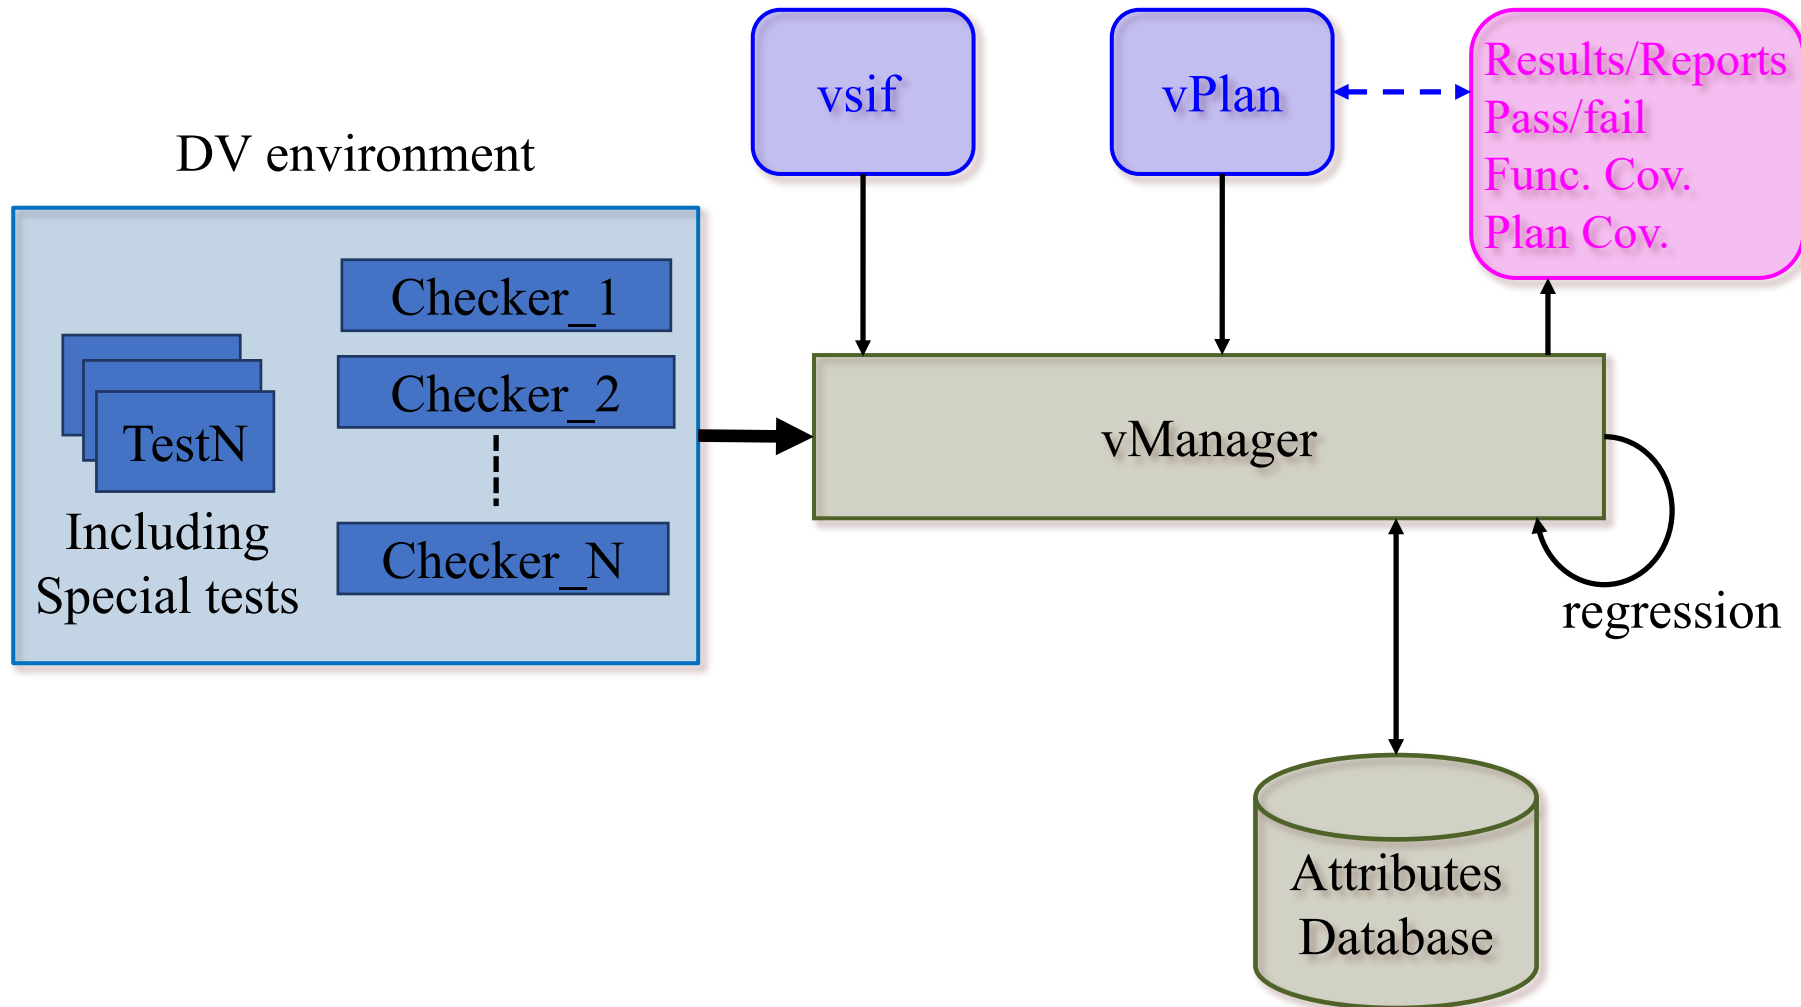 vsif
vPlan
Results/Reports
Pass/fail
Func. Cov.
Plan Cov.
DV environment
Checker_1
Checker_2
Checker_N
TestN
Including
Special tests
vManager
regression
Attributes
Database